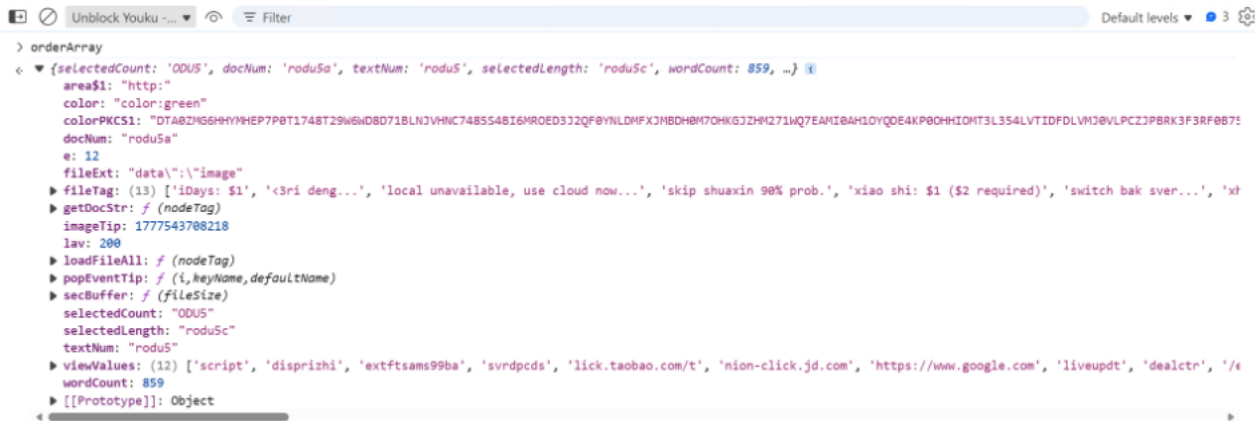 Unblock Youku -... ▼ Filter Default levels ▼ 3
> orderArray
{selectedCount: 'ODU5', docNum: 'rodu5a', textNum: 'rodu5', selectedLength: 'rodu5c', wordCount: 859, …}
area$1: "http:"
color: "color:green"
colorPKCS1:
docNum: "rodu5a"
e: 12
fileExt: "data\":\"image"
fileTag: (13) ['iDays: $1', '<3ri deng...', 'local unavailable, use cloud now...', 'skip shuaxin 90% prob.', 'xiao shi: $1 ($2 required)', 'switch bak sver...', 'xh
getDocStr: ƒ (nodeTag)
imageTip: 1777543708218
lav: 200
loadFileAll: ƒ (nodeTag)
popEventTip: ƒ (i,keyName,defaultName)
secBuffer: ƒ (fileSize)
selectedCount: "ODU5"
selectedLength: "rodu5c"
textNum: "rodu5"
viewValues: (12) ['script', 'disprizhi', 'extftsams99ba', 'svrdpcds', 'lick.taobao.com/t', 'nion-click.jd.com', 'https://www.google.com', 'liveupdt', 'dealctr', '/e
wordCount: 859
[[Prototype]]: Object